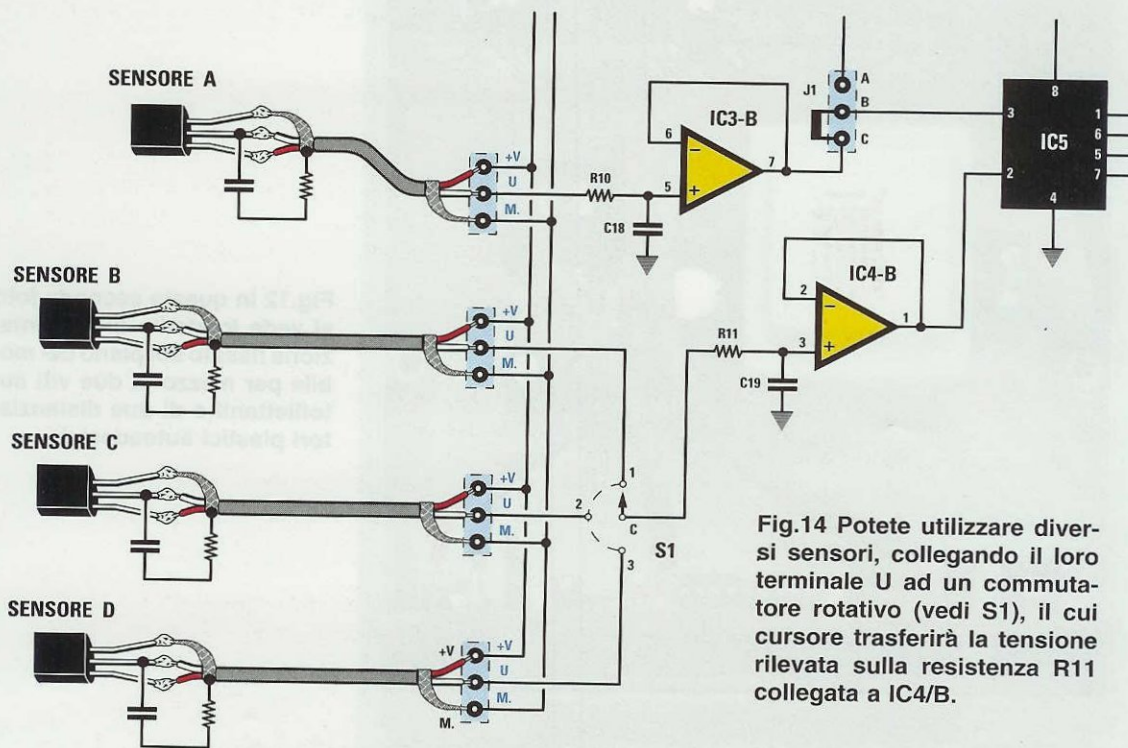 SENSORE A
+V
U
M.
R10
C18
6
5
7
IC3-B
J1
A
B
C
3
2
8
4
IC5
1
6
5
7
SENSORE B
+V
U
M.
R11
C19
2
3
1
IC4-B
SENSORE C
+V
U
M.
1
2
C
3
S1
SENSORE D
+V
+V
U
M.
M.
Fig.14 Potete utilizzare diver-
si sensori, collegando il loro
terminale U ad un commuta-
tore rotativo (vedi S1), il cui
cursore trasferirà la tensione
rilevata sulla resistenza R11
collegata a IC4/B.